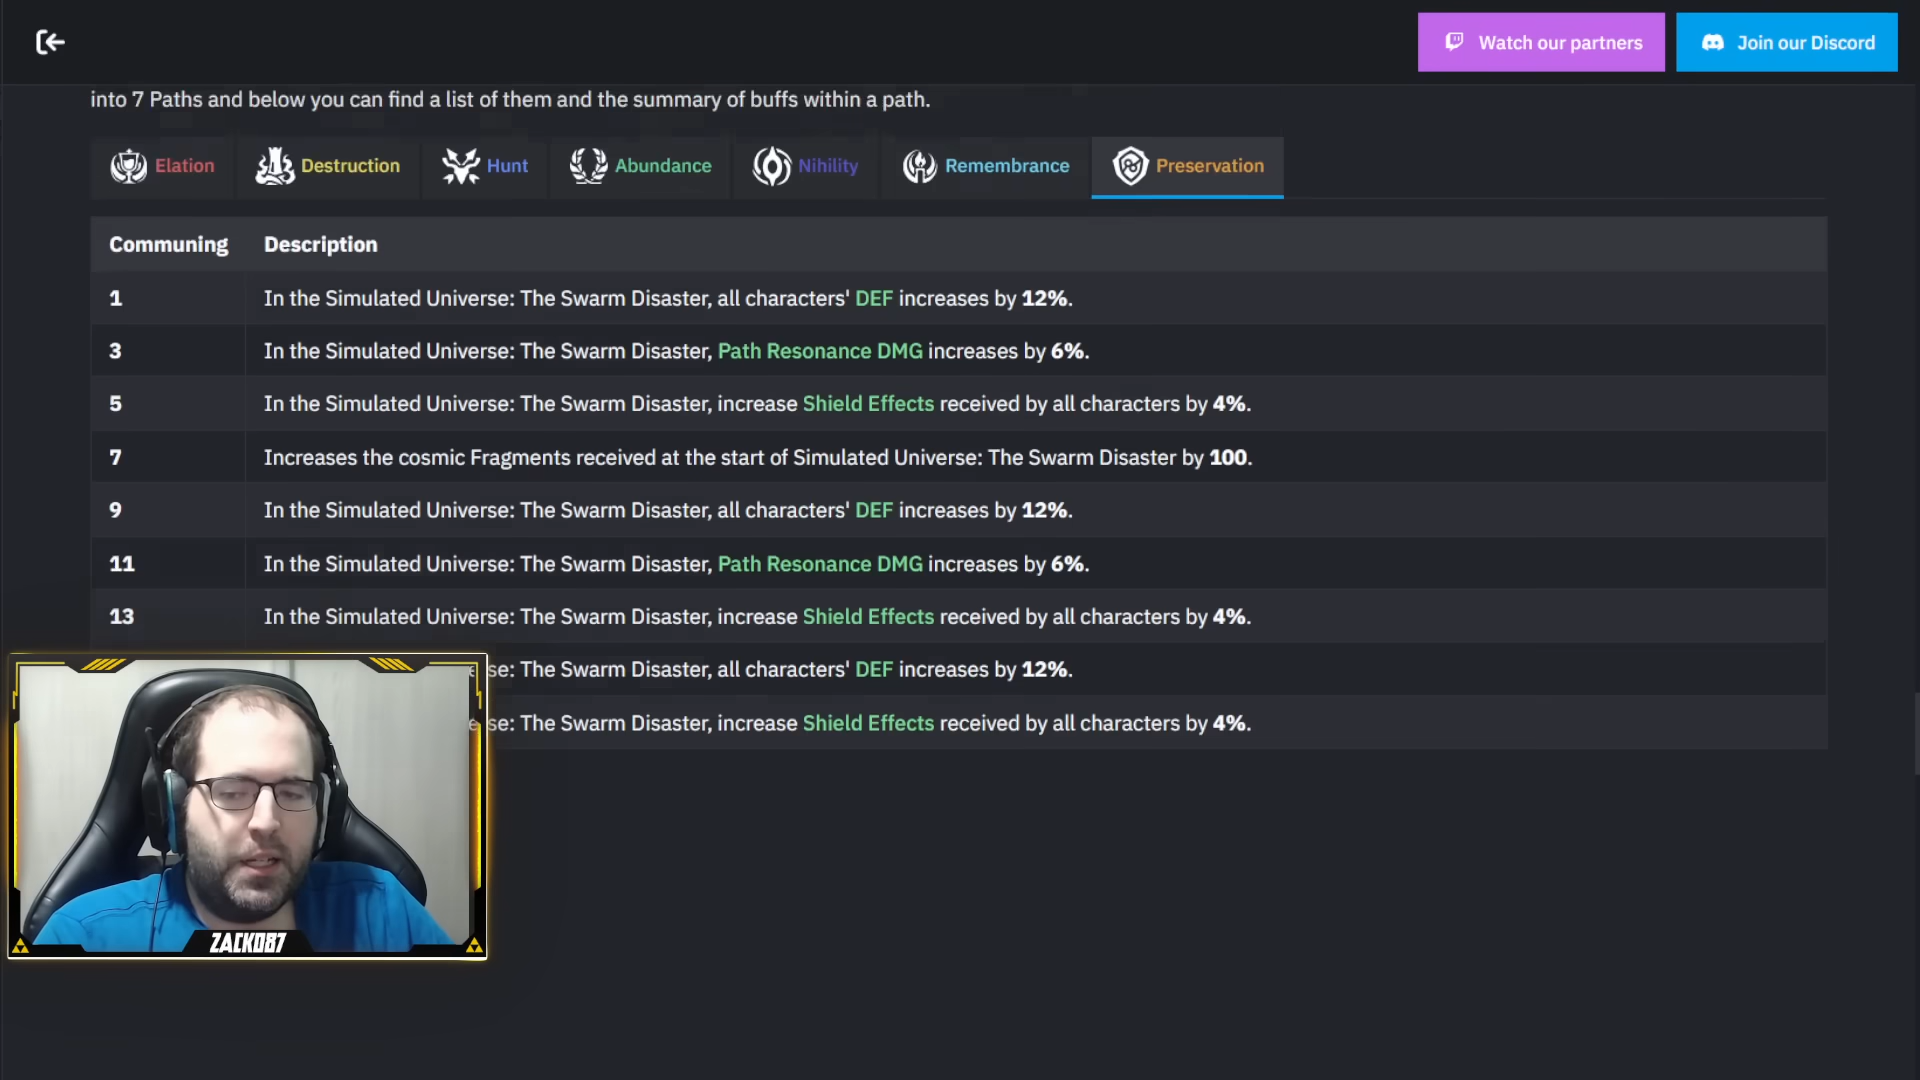 Watch our partners
Join our Discord
into 7 Paths and below you can find a list of them and the summary of buffs within a path.
Elation Destruction Hunt Abundance Nihility Remembrance Preservation
Communing Description
1 In the Simulated Universe: The Swarm Disaster, all characters' DEF increases by 12%.
3 In the Simulated Universe: The Swarm Disaster, Path Resonance DMG increases by 6%.
5 In the Simulated Universe: The Swarm Disaster, increase Shield Effects received by all characters by 4%.
7 Increases the cosmic Fragments received at the start of Simulated Universe: The Swarm Disaster by 100.
9 In the Simulated Universe: The Swarm Disaster, all characters' DEF increases by 12%.
11 In the Simulated Universe: The Swarm Disaster, Path Resonance DMG increases by 6%.
13 In the Simulated Universe: The Swarm Disaster, increase Shield Effects received by all characters by 4%.
se: The Swarm Disaster, all characters' DEF increases by 12%.
se: The Swarm Disaster, increase Shield Effects received by all characters by 4%.
ZACK087